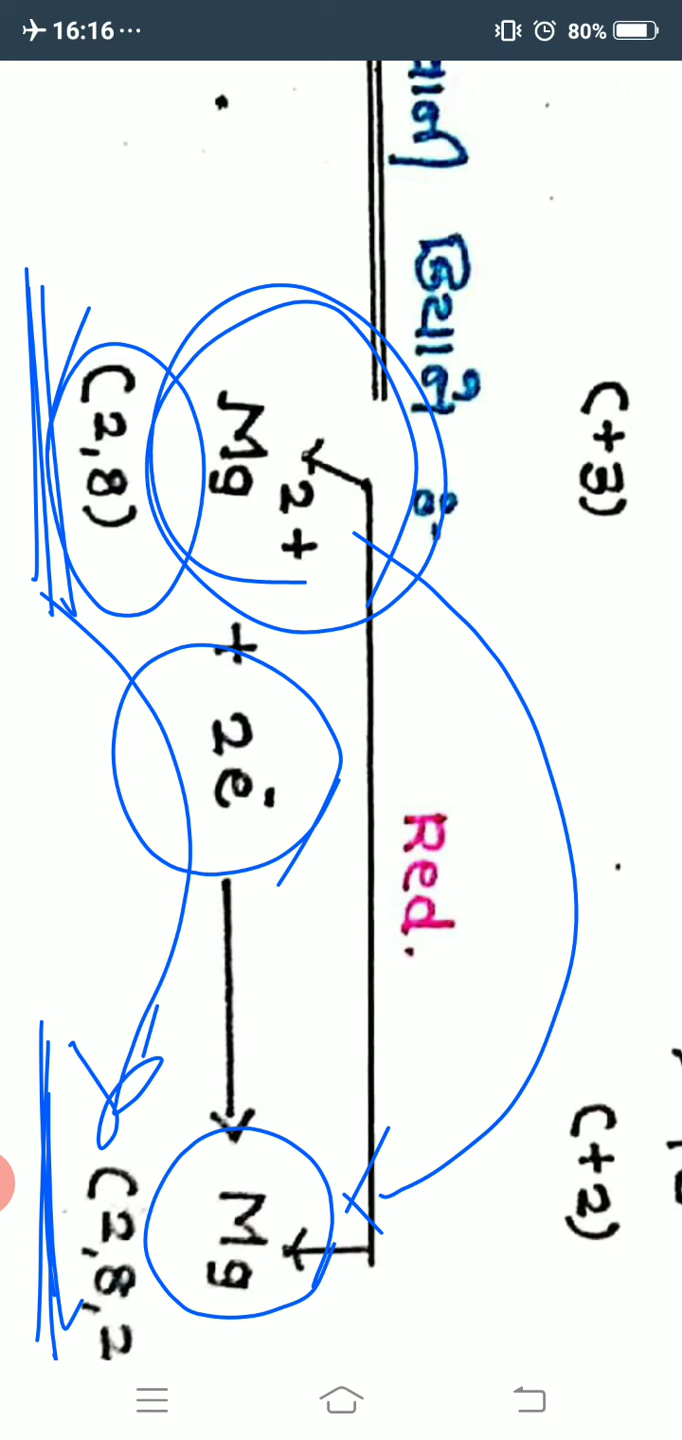 16:16 ... 80%
(+3) (+2)
Red.
Mg²⁺ + 2e⁻ → Mg
(2,8) (2,8,2